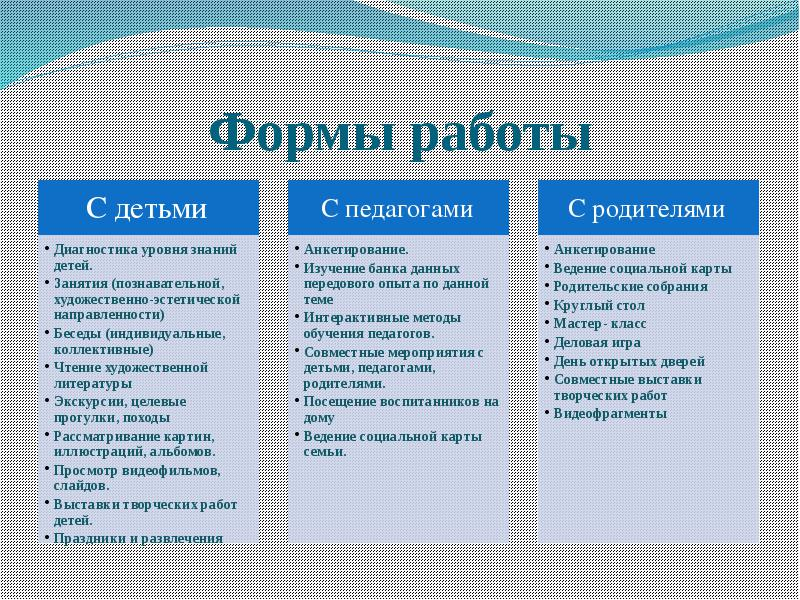 Формы работы
С детьми
• Диагностика уровня знаний
детей.
• Занятия (познавательной,
художественно-эстетической
направленности)
• Беседы (индивидуальные,
коллективные)
• Чтение художественной
литературы
• Экскурсии, целевые
прогулки, походы
• Рассматривание картин,
иллюстраций, альбомов.
• Просмотр видеофильмов,
слайдов.
• Выставки творческих работ
детей.
• Праздники и развлечения
С педагогами
• Анкетирование.
• Изучение банка данных
передового опыта по данной
теме
• Интерактивные методы
обучения педагогов.
• Совместные мероприятия с
детьми, педагогами,
родителями.
• Посещение воспитанников на
дому
• Ведение социальной карты
семьи.
С родителями
• Анкетирование
• Ведение социальной карты
• Родительские собрания
• Круглый стол
• Мастер- класс
• Деловая игра
• День открытых дверей
• Совместные выставки
творческих работ
• Видеофрагменты